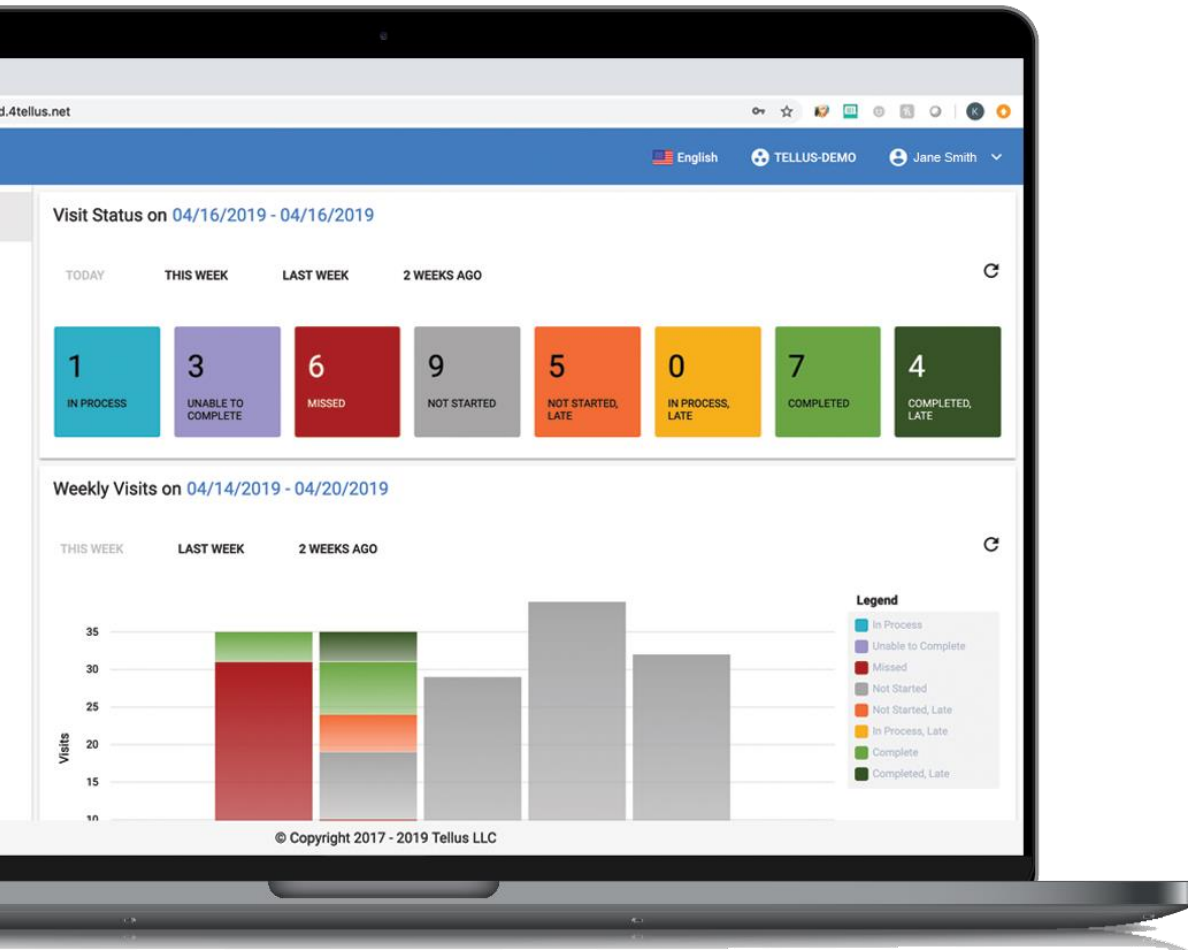 d.4tellus.net
K
English
TELLUS-DEMO
Jane Smith
Visit Status on 04/16/2019 - 04/16/2019
TODAY
THIS WEEK
LAST WEEK
2 WEEKS AGO
1
IN PROCESS
3
UNABLE TO
COMPLETE
6
MISSED
9
NOT STARTED
5
NOT STARTED,
LATE
0
IN PROCESS,
LATE
7
COMPLETED
4
COMPLETED,
LATE
Weekly Visits on 04/14/2019 - 04/20/2019
THIS WEEK
LAST WEEK
2 WEEKS AGO
Visits
35
30
25
20
15
10
Legend
In Process
Unable to Complete
Missed
Not Started
Not Started, Late
In Process, Late
Complete
Completed, Late
© Copyright 2017 - 2019 Tellus LLC